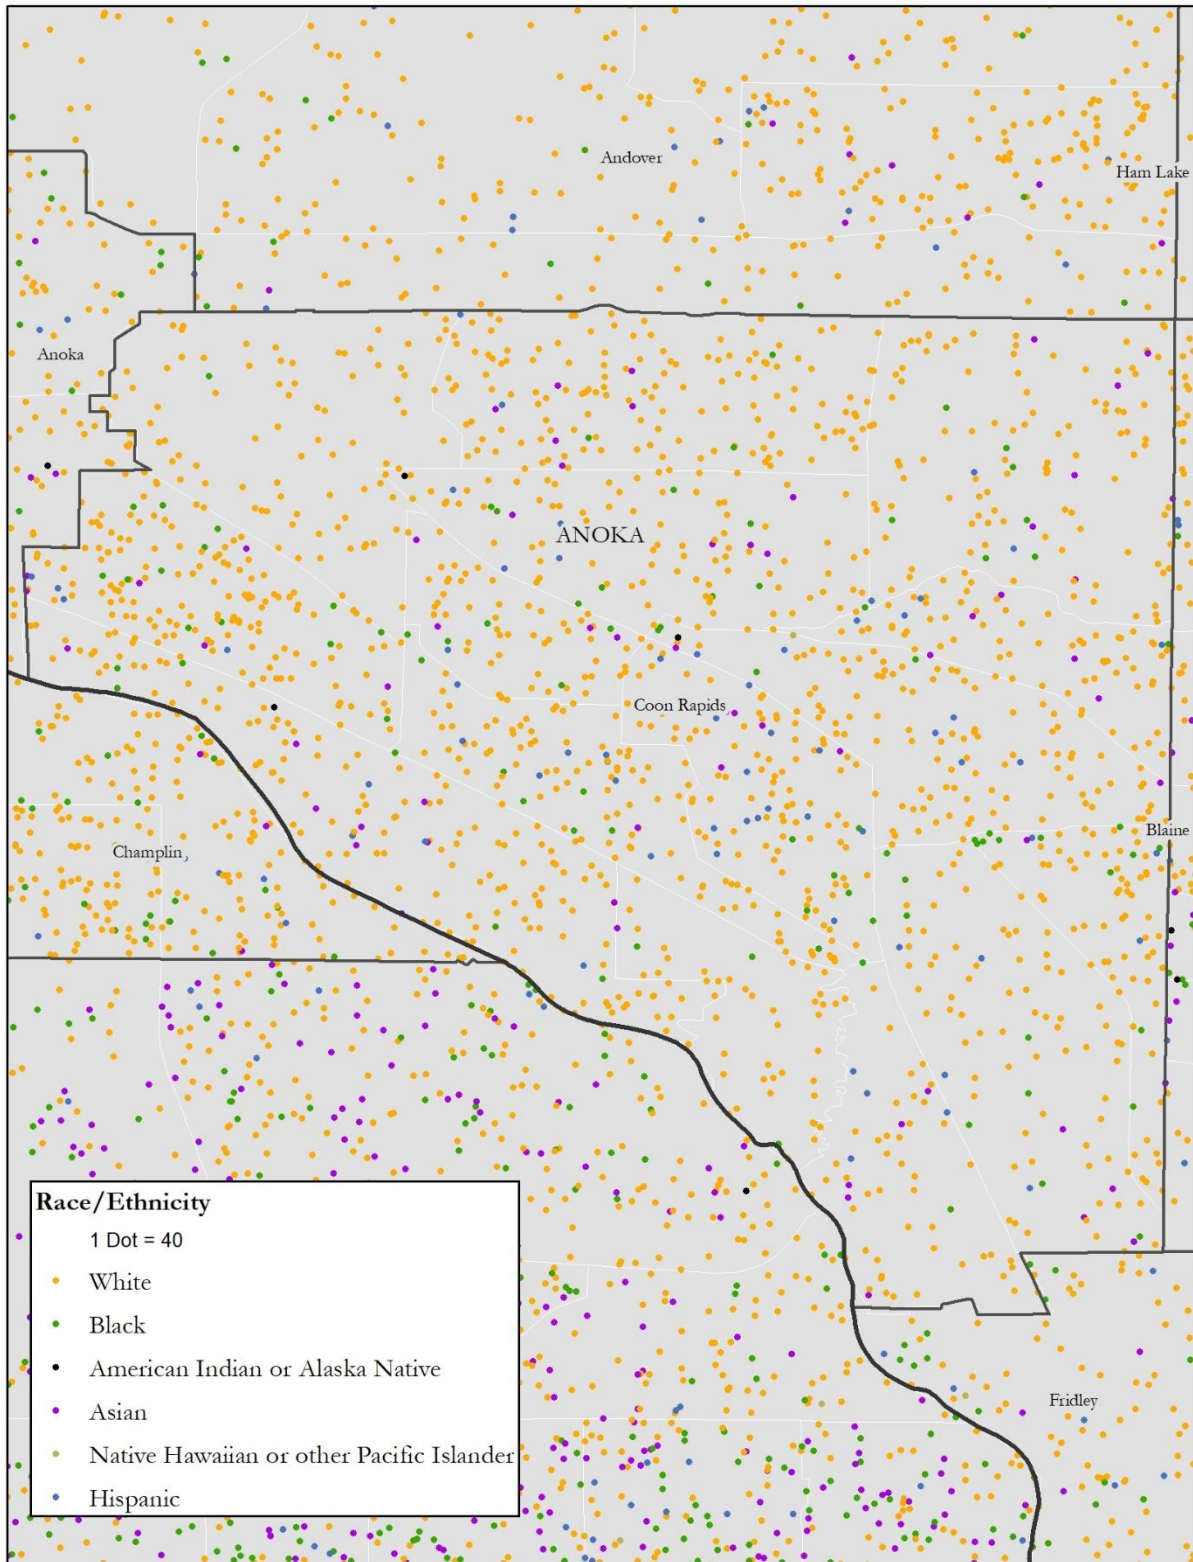 Andover
Ham Lake
Anoka
ANOKA
Coon Rapids
Blaine
Champlin
Race/Ethnicity
1 Dot = 40
White
Black
American Indian or Alaska Native
Asian
Native Hawaiian or other Pacific Islander
Hispanic
Fridley